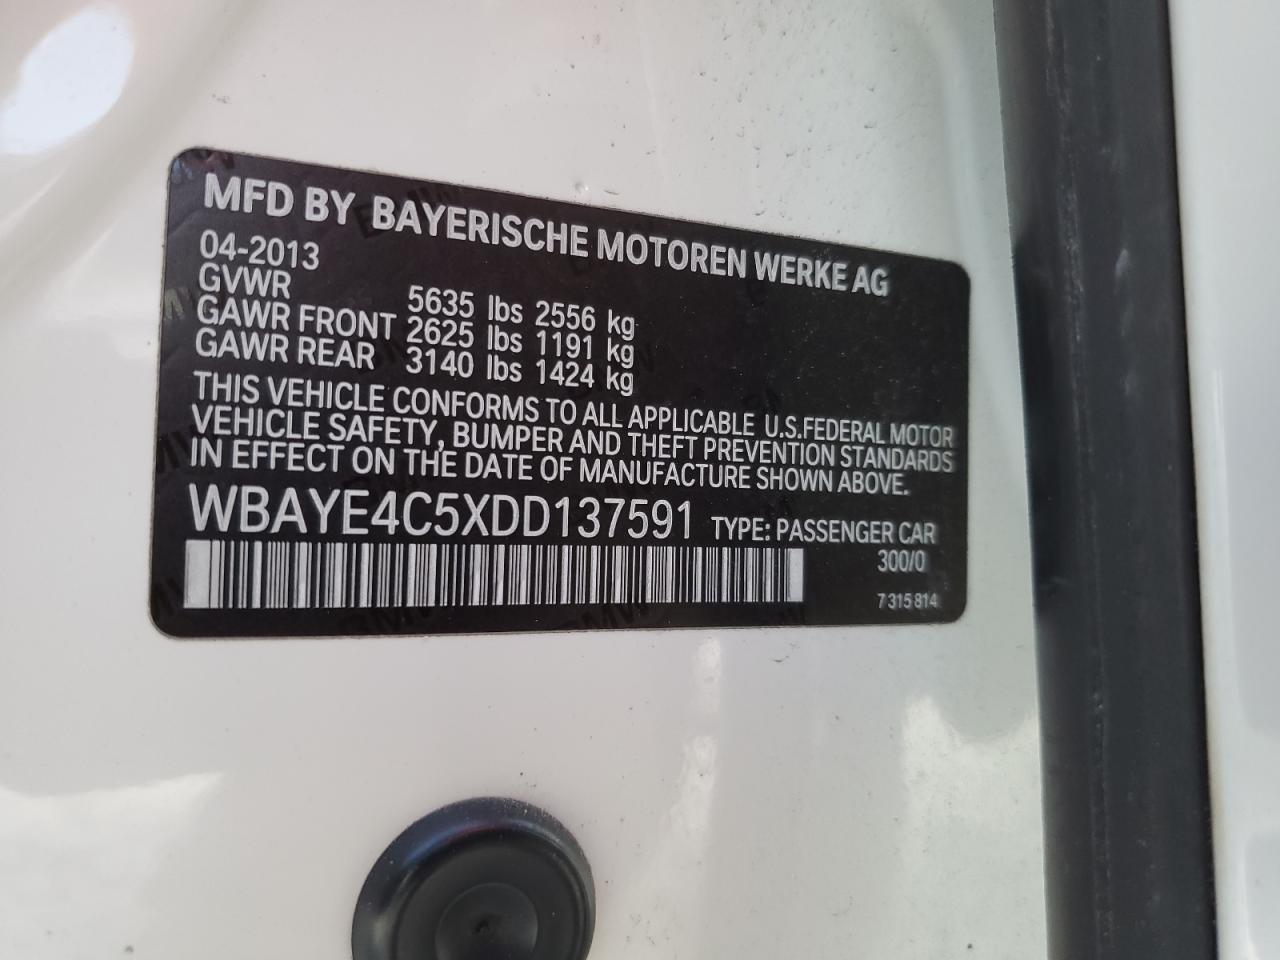 MFD BY BAYERISCHE MOTOREN WERKE AG
04-2013
GVWR 5635 lbs 2556 kg
GAWR FRONT 2625 lbs 1191 kg
GAWR REAR 3140 lbs 1424 kg
THIS VEHICLE CONFORMS TO ALL APPLICABLE U.S.FEDERAL MOTOR
VEHICLE SAFETY, BUMPER AND THEFT PREVENTION STANDARDS
IN EFFECT ON THE DATE OF MANUFACTURE SHOWN ABOVE.
WBAYE4C5XDD137591 TYPE: PASSENGER CAR
300/0
7 315 814